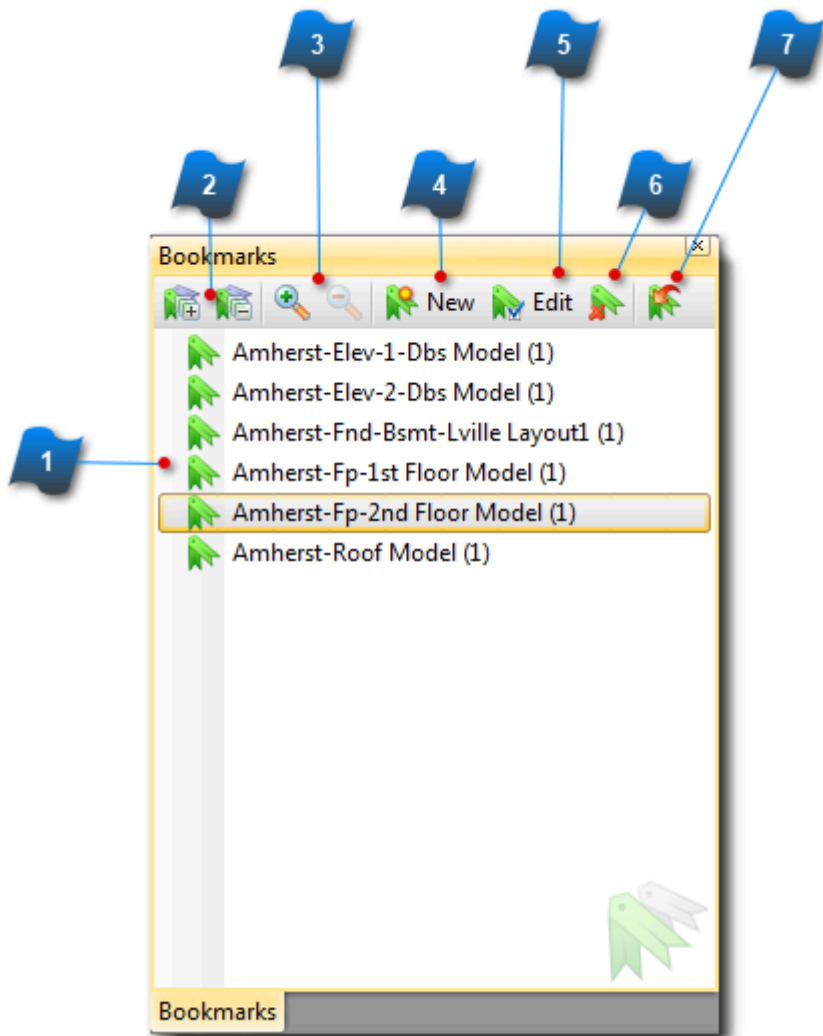 3
5
7
2
4
6
Bookmarks
New Edit
Amherst-Elev-1-Dbs Model (1)
Amherst-Elev-2-Dbs Model (1)
Amherst-Fnd-Bsmt-Lville Layout1 (1)
1
Amherst-Fp-1st Floor Model (1)
Amherst-Fp-2nd Floor Model (1)
Amherst-Roof Model (1)
Bookmarks